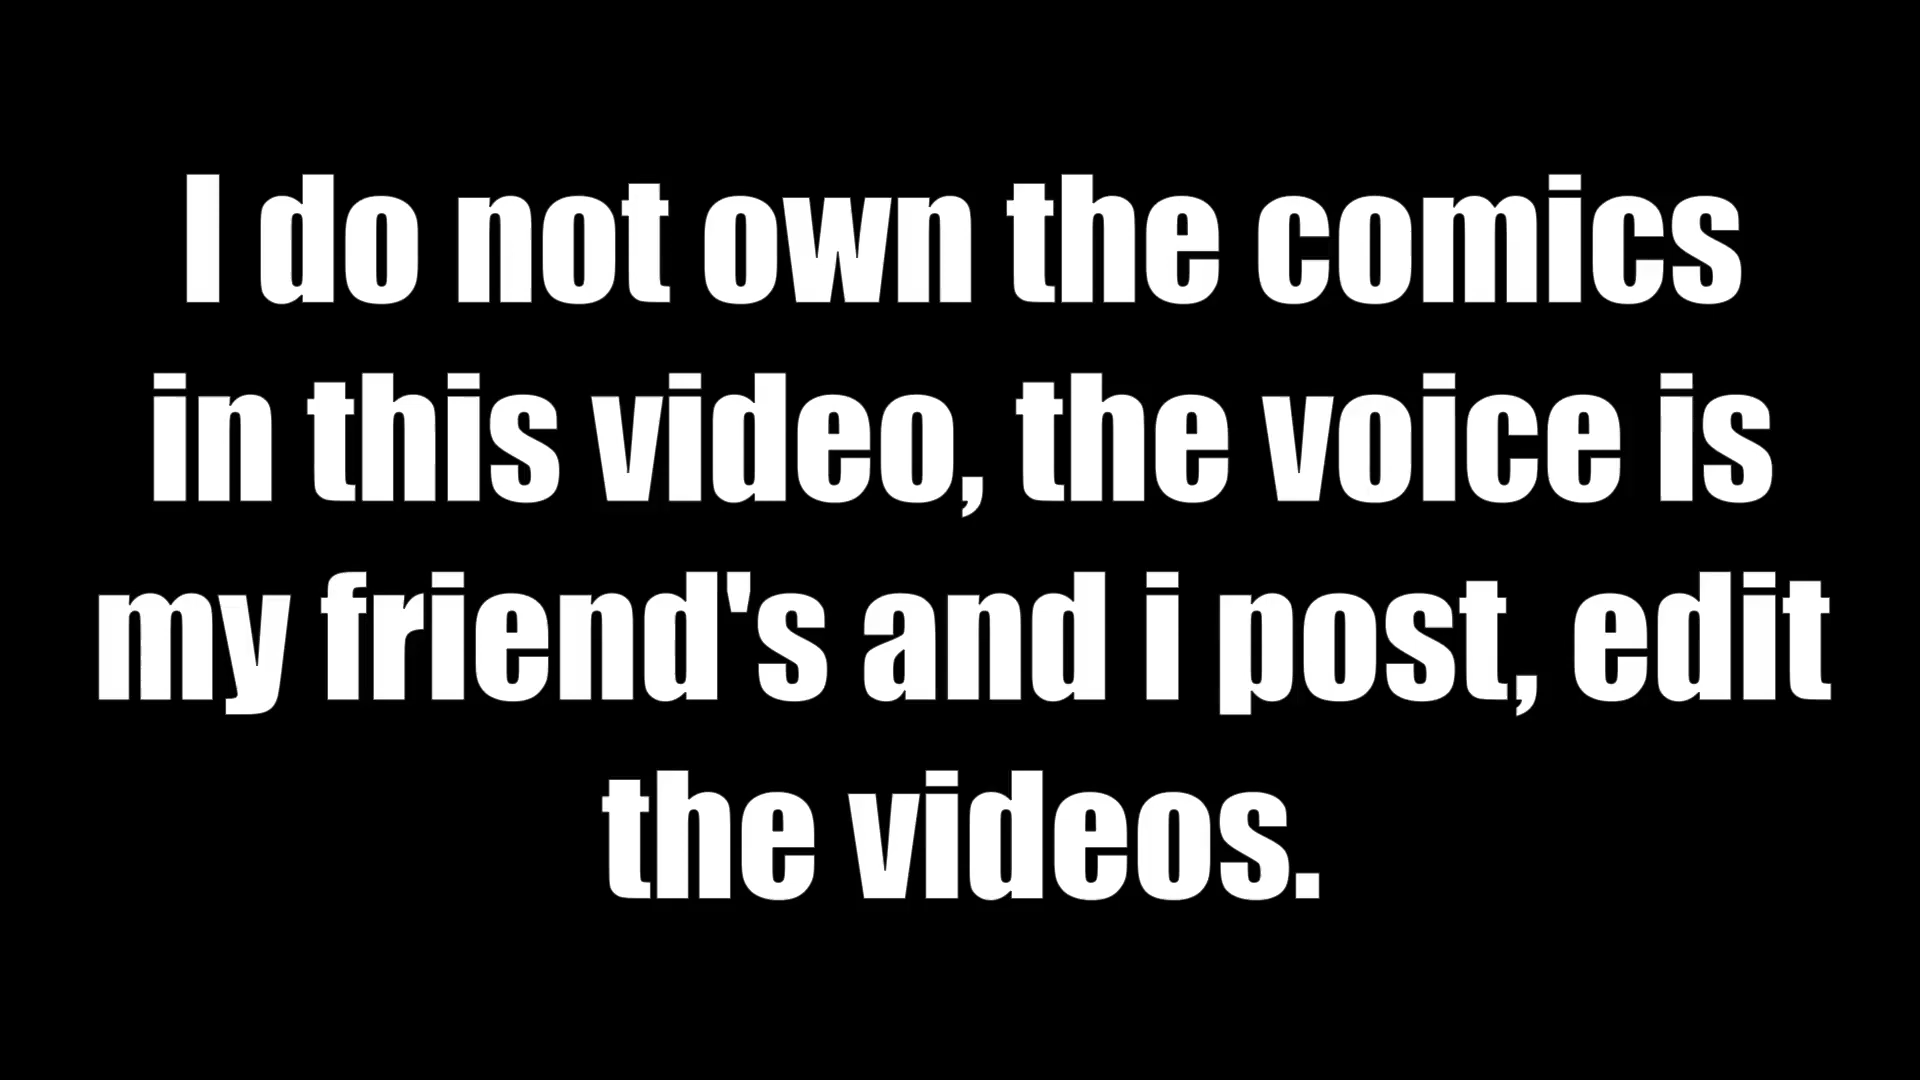 I do not own the comics
in this video, the voice is
my friend's and i post, edit
the videos.